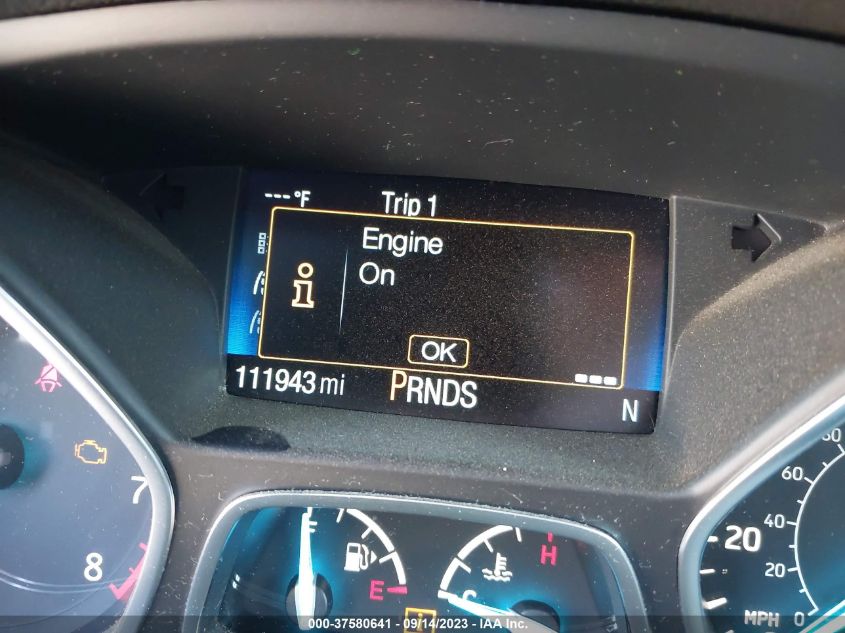 --- °F Trip 1
Engine
On
OK
111943 mi PRNDS N
7
8
E
H
C
80
60
40
20
20
0
MPH
000-37580641 - 09/14/2023 - IAA Inc.